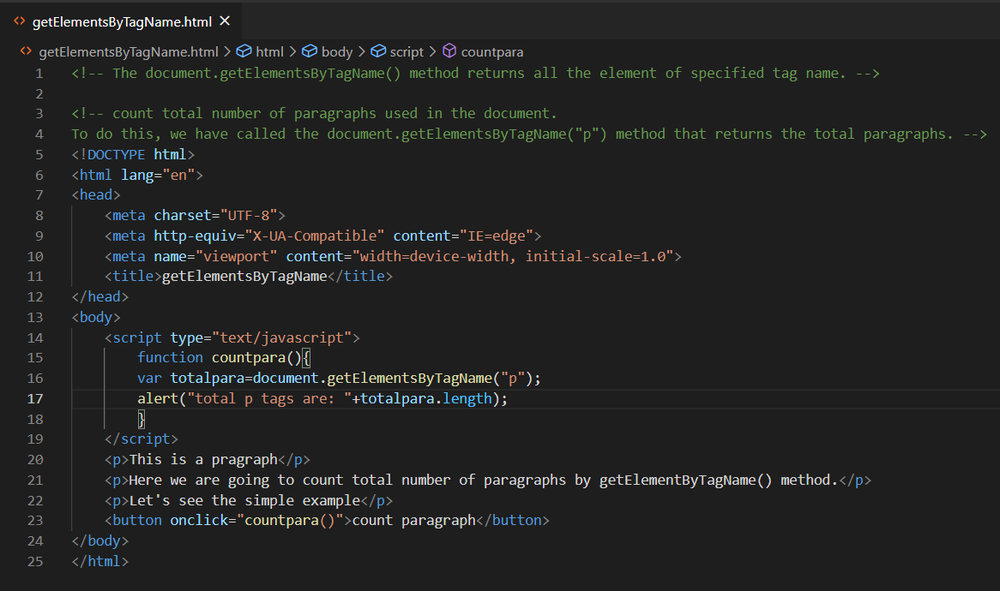 getElementsByTagName.html ×
getElementsByTagName.html > html > body > script > countpara
1 <!-- The document.getElementsByTagName() method returns all the element of specified tag name. -->
2
3 <!-- count total number of paragraphs used in the document.
4 To do this, we have called the document.getElementsByTagName("p") method that returns the total paragraphs. -->
5 <!DOCTYPE html>
6 <html lang="en">
7 <head>
8     <meta charset="UTF-8">
9     <meta http-equiv="X-UA-Compatible" content="IE=edge">
10     <meta name="viewport" content="width=device-width, initial-scale=1.0">
11     <title>getElementsByTagName</title>
12 </head>
13 <body>
14     <script type="text/javascript">
15         function countpara(){
16         var totalpara=document.getElementsByTagName("p");
17         alert("total p tags are: "+totalpara.length);
18         }
19     </script>
20     <p>This is a pragraph</p>
21     <p>Here we are going to count total number of paragraphs by getElementByTagName() method.</p>
22     <p>Let's see the simple example</p>
23     <button onclick="countpara()">count paragraph</button>
24 </body>
25 </html>